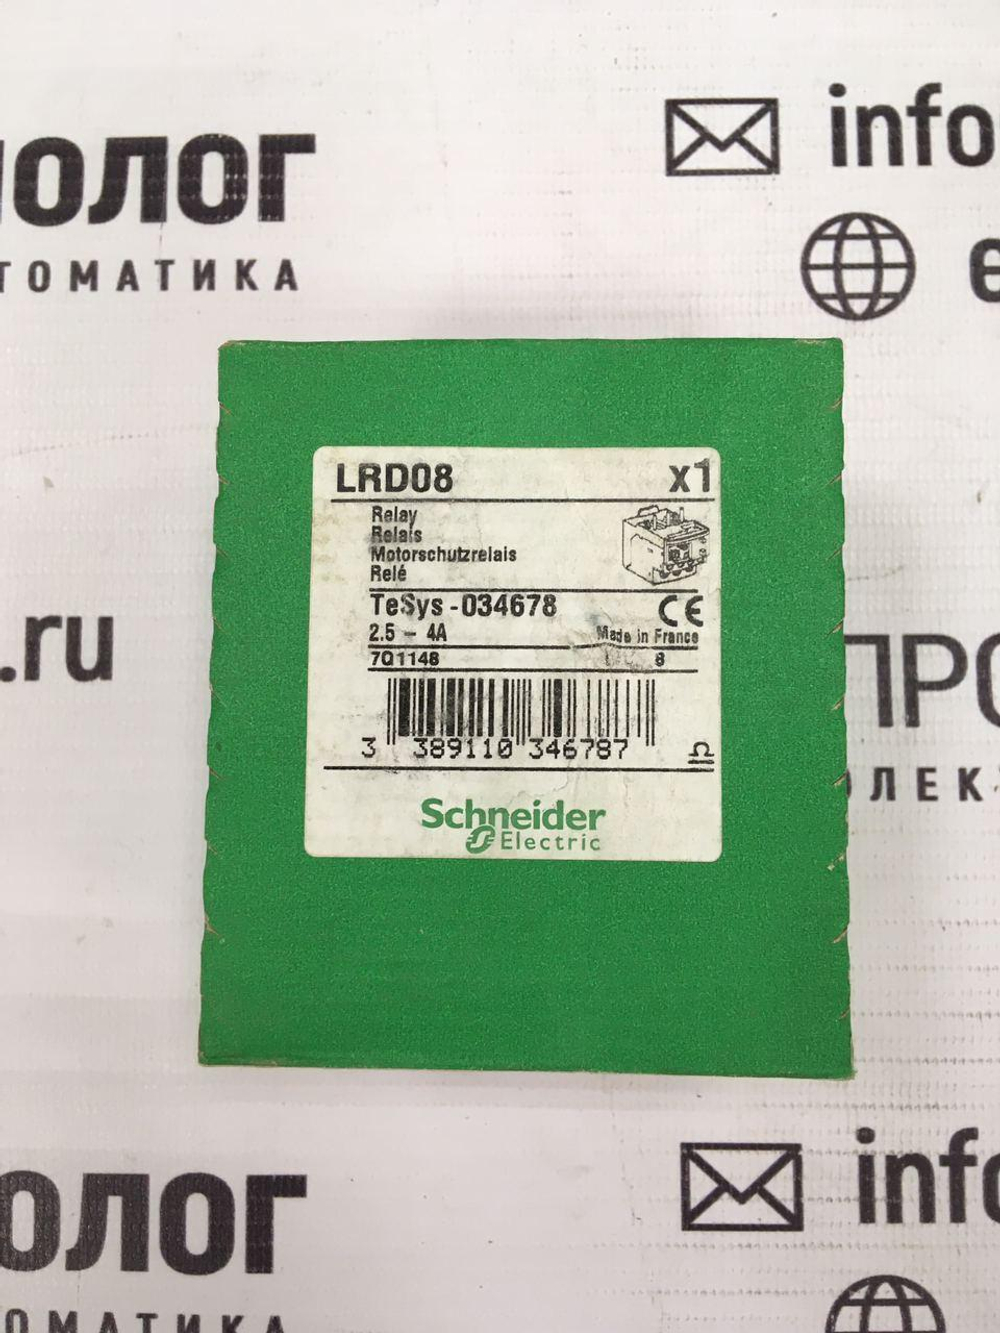 олог
info
томатика
e
LRD08 x1
Relay
Relais
Motorschutzrelais
Relé
TeSys-034678 CE
2.5 - 4A Made in France
7Q1148 8
3 389110 346787
Schneider
Electric
.ru
ПРО
ЛЕК
олог
info
ОМАТИКА